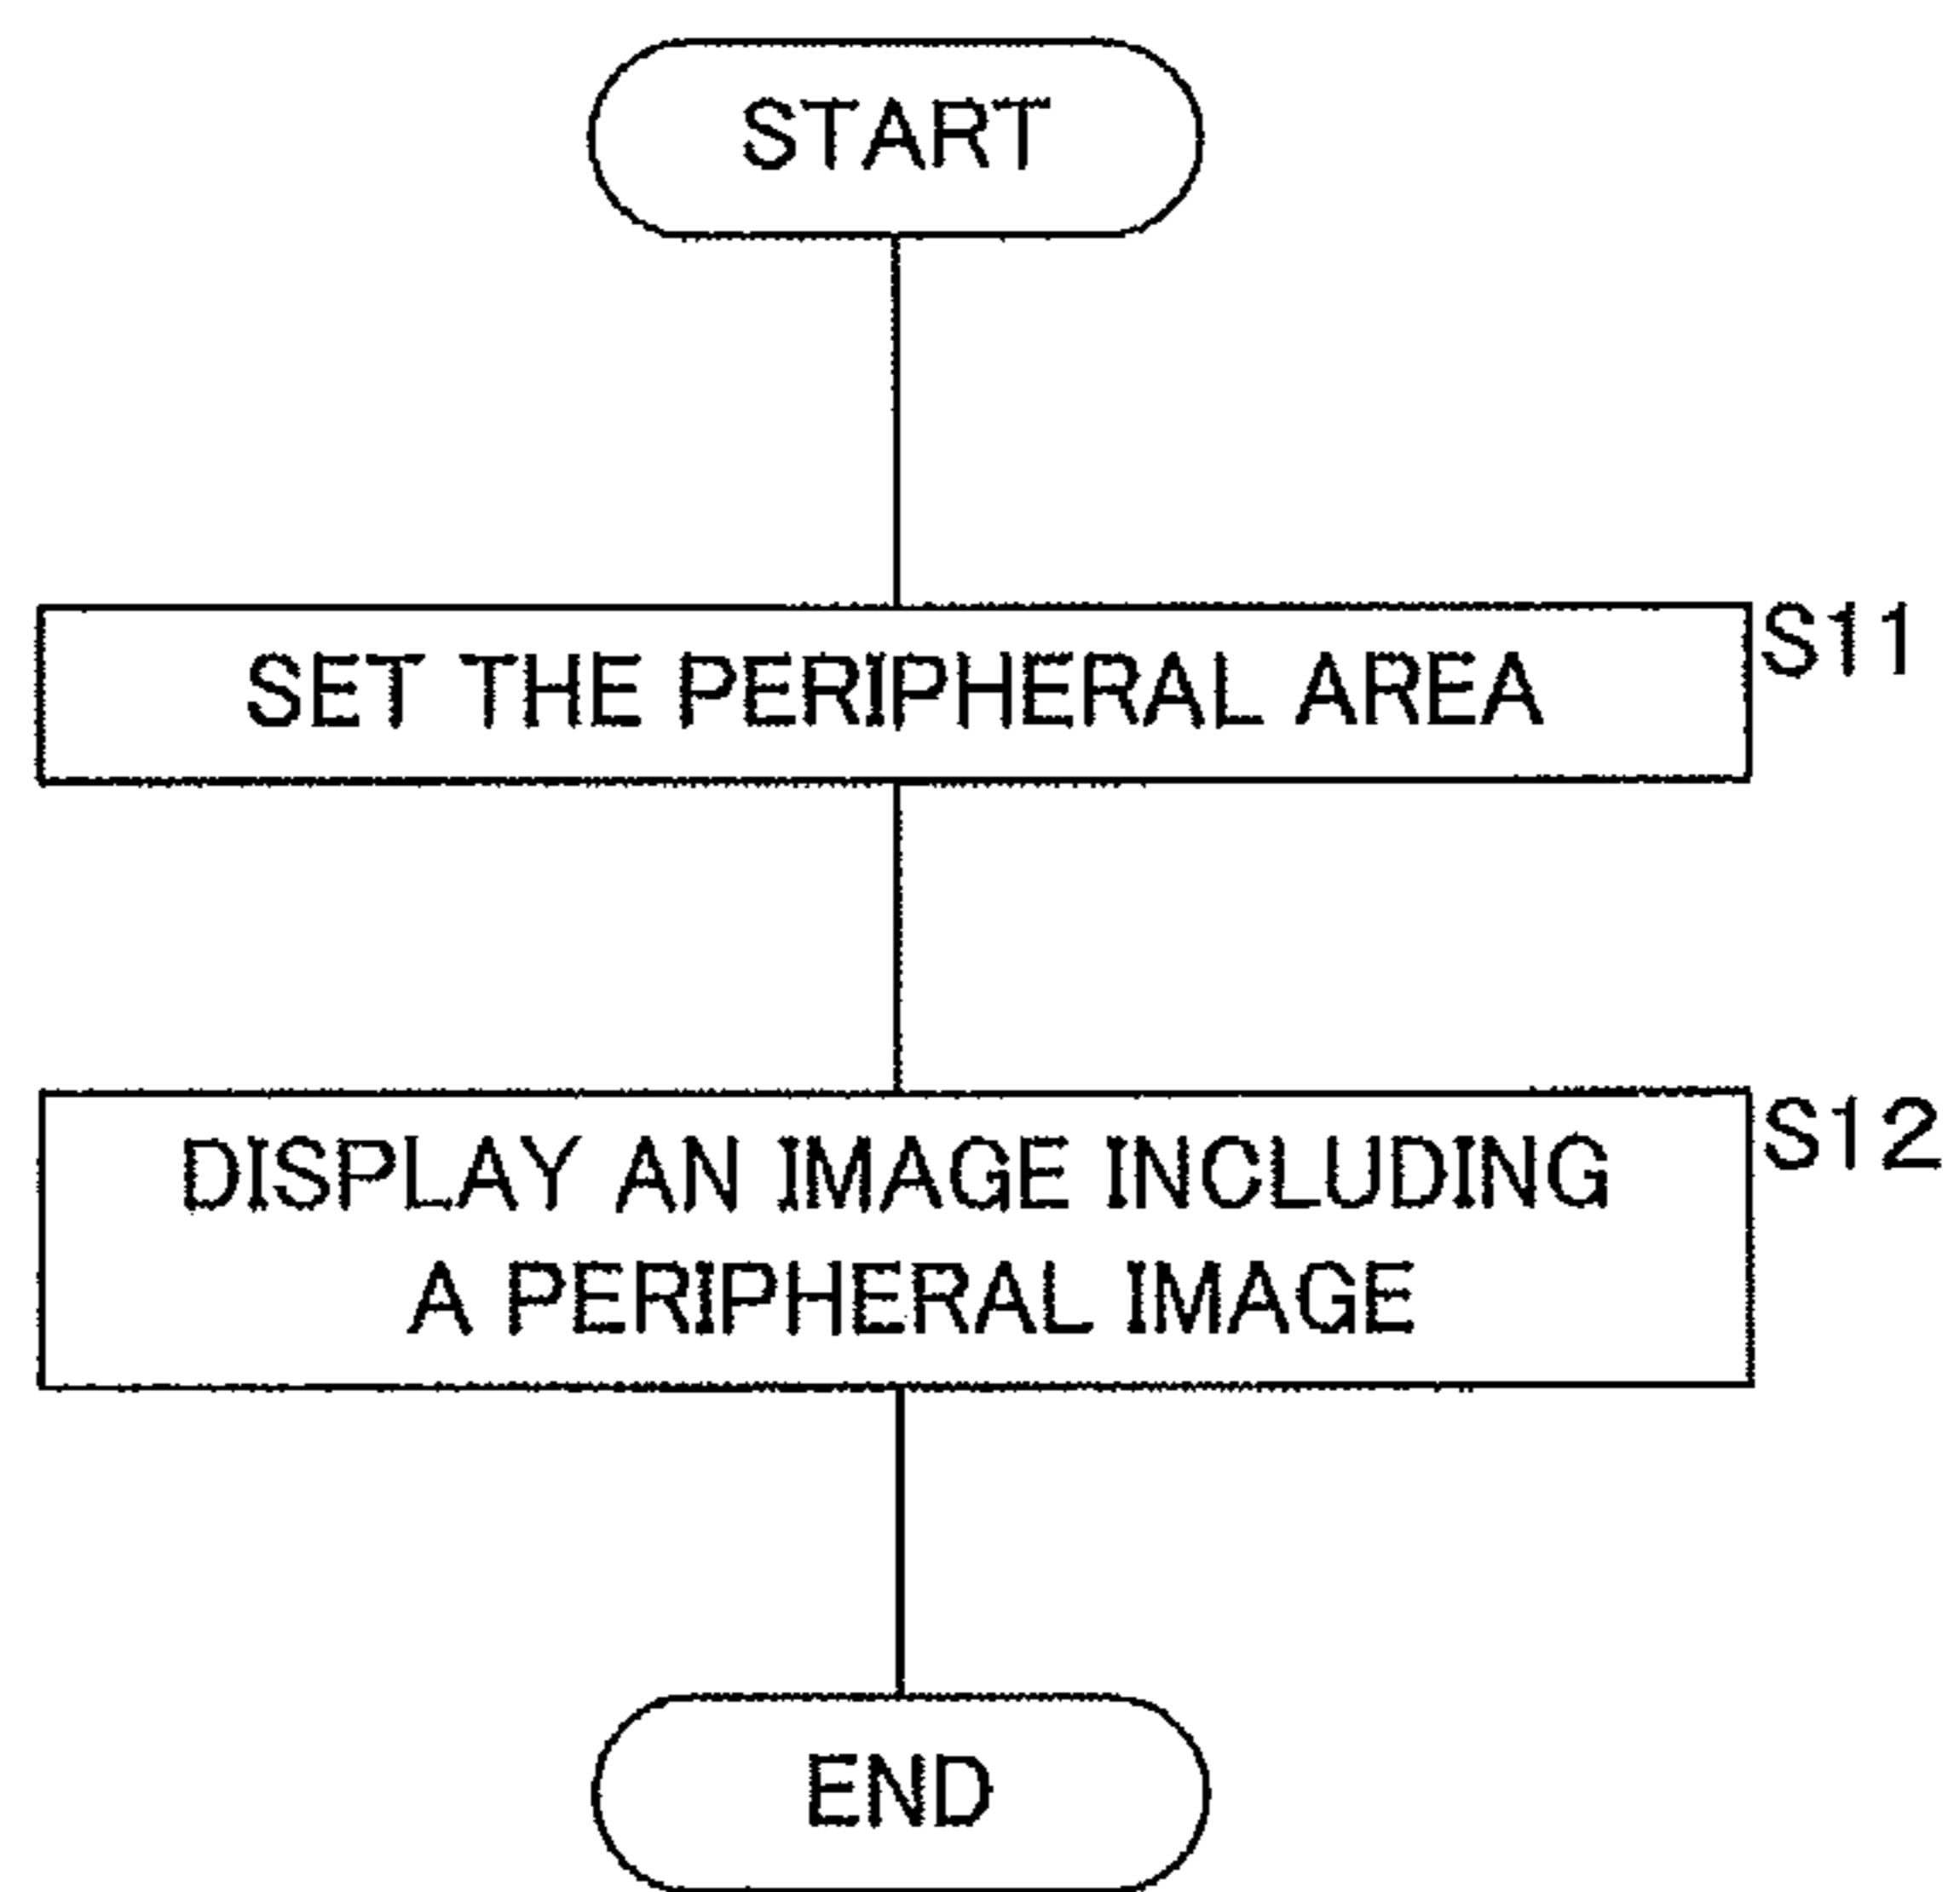 START
SET THE PERIPHERAL AREA
S11
DISPLAY AN IMAGE INCLUDING
A PERIPHERAL IMAGE
S12
END